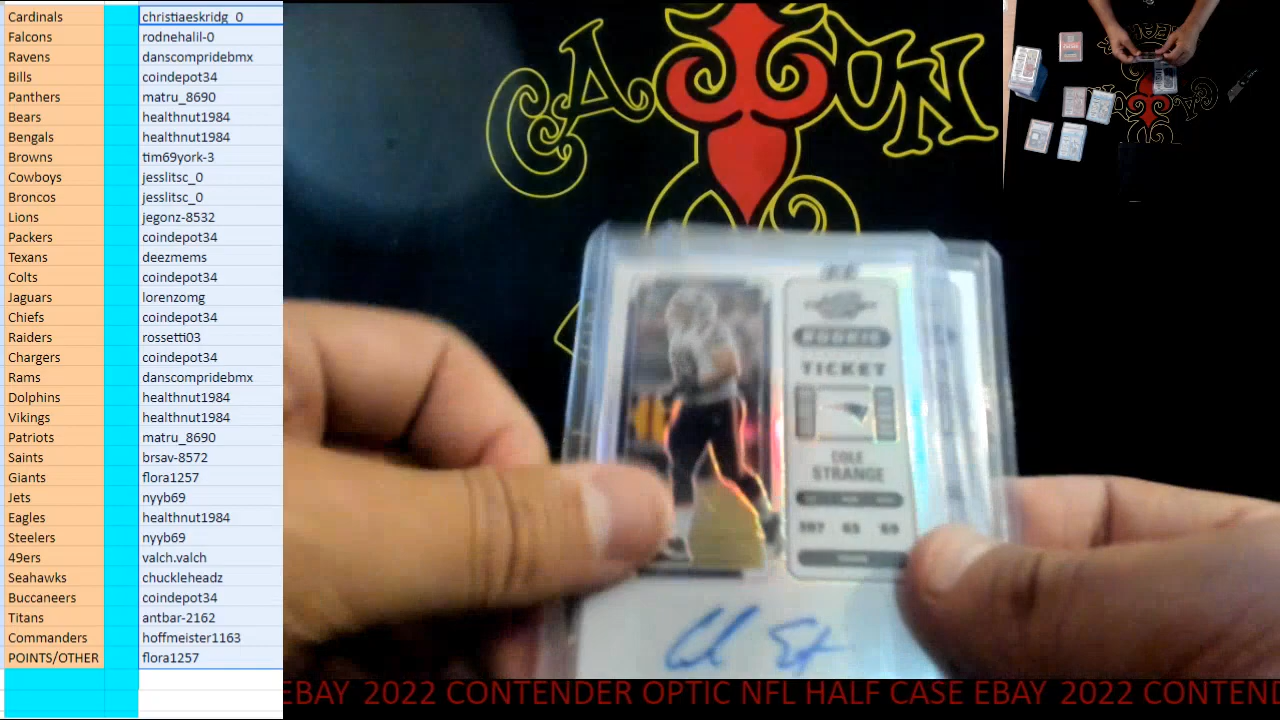 Cardinals christiaeskridg_0
Falcons rodnehalil-0
Ravens danscompridebmx
Bills coindepot34
Panthers matru_8690
Bears healthnut1984
Bengals healthnut1984
Browns tim69york-3
Cowboys jesslitsc_0
Broncos jesslitsc_0
Lions jegonz-8532
Packers coindepot34
Texans deezmems
Colts coindepot34
Jaguars lorenzomg
Chiefs coindepot34
Raiders rossetti03
Chargers coindepot34
Rams danscompridebmx
Dolphins healthnut1984
Vikings healthnut1984
Patriots matru_8690
Saints brsav-8572
Giants flora1257
Jets nyyb69
Eagles healthnut1984
Steelers nyyb69
49ers valch.valch
Seahawks chuckleheadz
Buccaneers coindepot34
Titans antbar-2162
Commanders hoffmeister1163
POINTS/OTHER flora1257
ROOKIE
TICKET
COLE
STRANGE
EBAY 2022 CONTENDER OPTIC NFL HALF CASE EBAY 2022 CONTEN